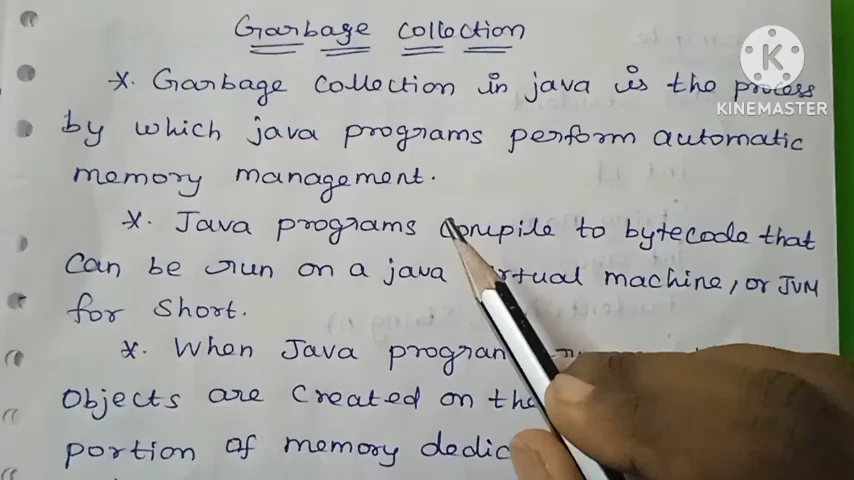 Garbage Collection
*. Garbage Collection in java is the process
by which java programs perform automatic
memory management.
*. Java programs compile to bytecode that
can be run on a java virtual machine, or JVM
for short.
*. When Java program
Objects are created on the
portion of memory
KINEMASTER